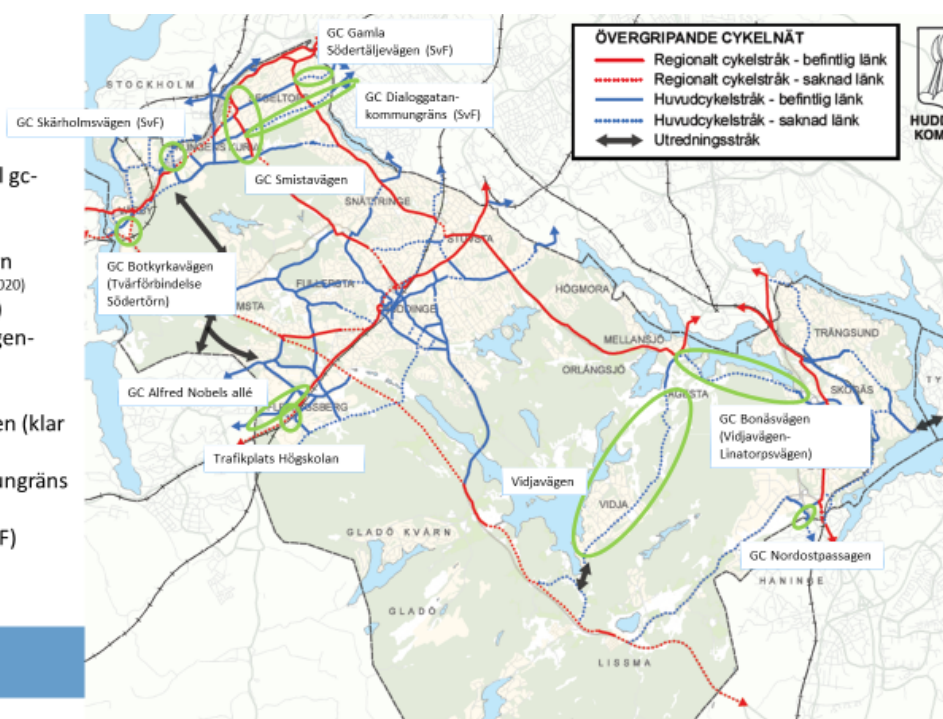 l gc-
n
020)
)
gen-
en (klar
ungräns
F)
ÖVERGRIPANDE CYKELNÄT
Regionalt cykelstråk - befintlig länk
Regionalt cykelstråk - saknad länk
Huvudcykelstråk - befintlig länk
Huvudcykelstråk - saknad länk
Utredningsstråk
HUDD
KOM
GC Gamla
Södertäljevägen (SvF)
GC Dialoggatan-
kommungräns (SvF)
STOCKHOLM
GC Skärholmsvägen (SvF)
GC Smistavägen
SNÄTTRINGE
STUVSTA
GC Botkyrkavägen
(Tvärförbindelse
Södertörn)
FULLERSTA
HÖGMORA
MELLANSJÖ
ORLÅNGSJÖ
TRÅNGSUND
SKOGÅS
GC Alfred Nobels allé
Trafikplats Högskolan
GC Bonäsvägen
(Vidjavägen-
Linatorpsvägen)
Vidjavägen
VIDJA
GLADÖ KVARN
GC Nordostpassagen
HANINGE
GLADÖ
LISSMA